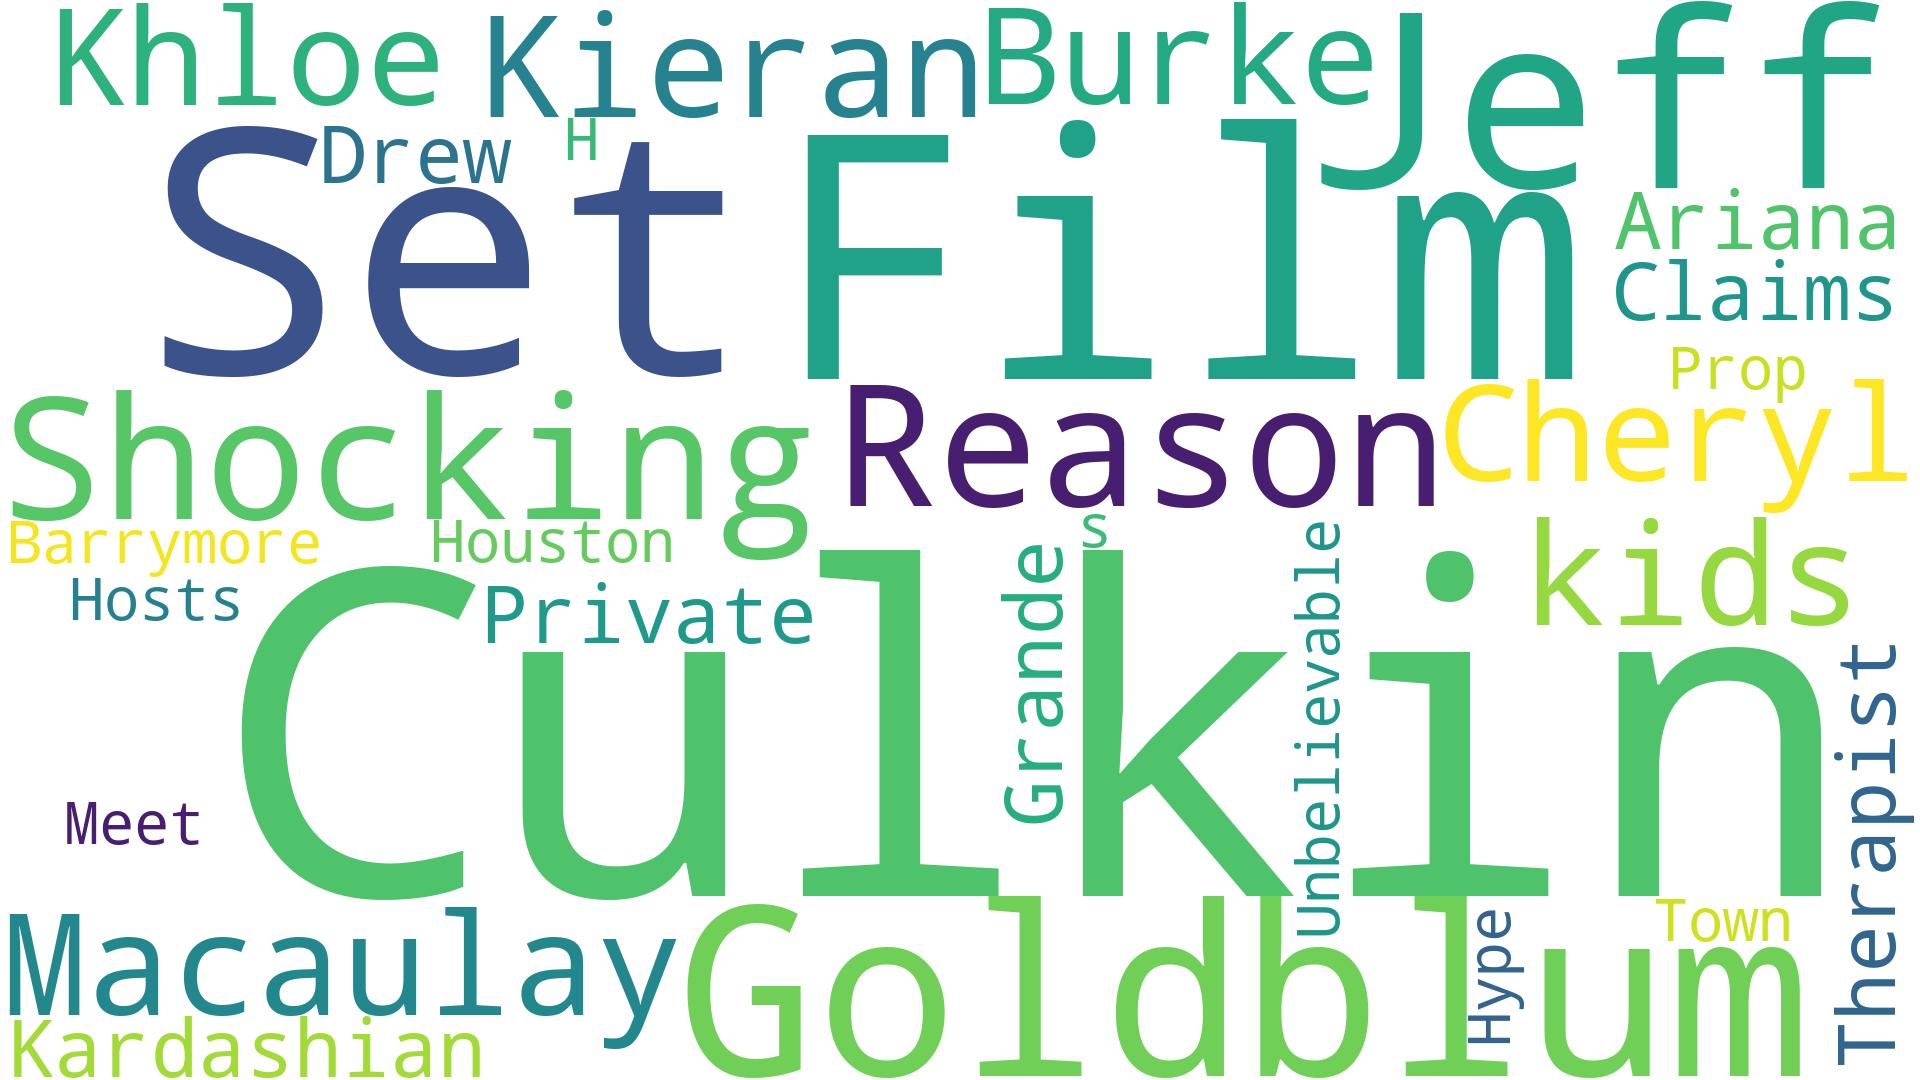 Khloe Kieran Burke Jeff
Drew H
Set Film
Ariana
Claims
Prop
Shocking Reason Cheryl
Barrymore Houston s
kids
Hosts Private
Grande
Unbelievable
Culkin
Therapist
Meet
Macaulay Goldblum
Hype
Town
Kardashian